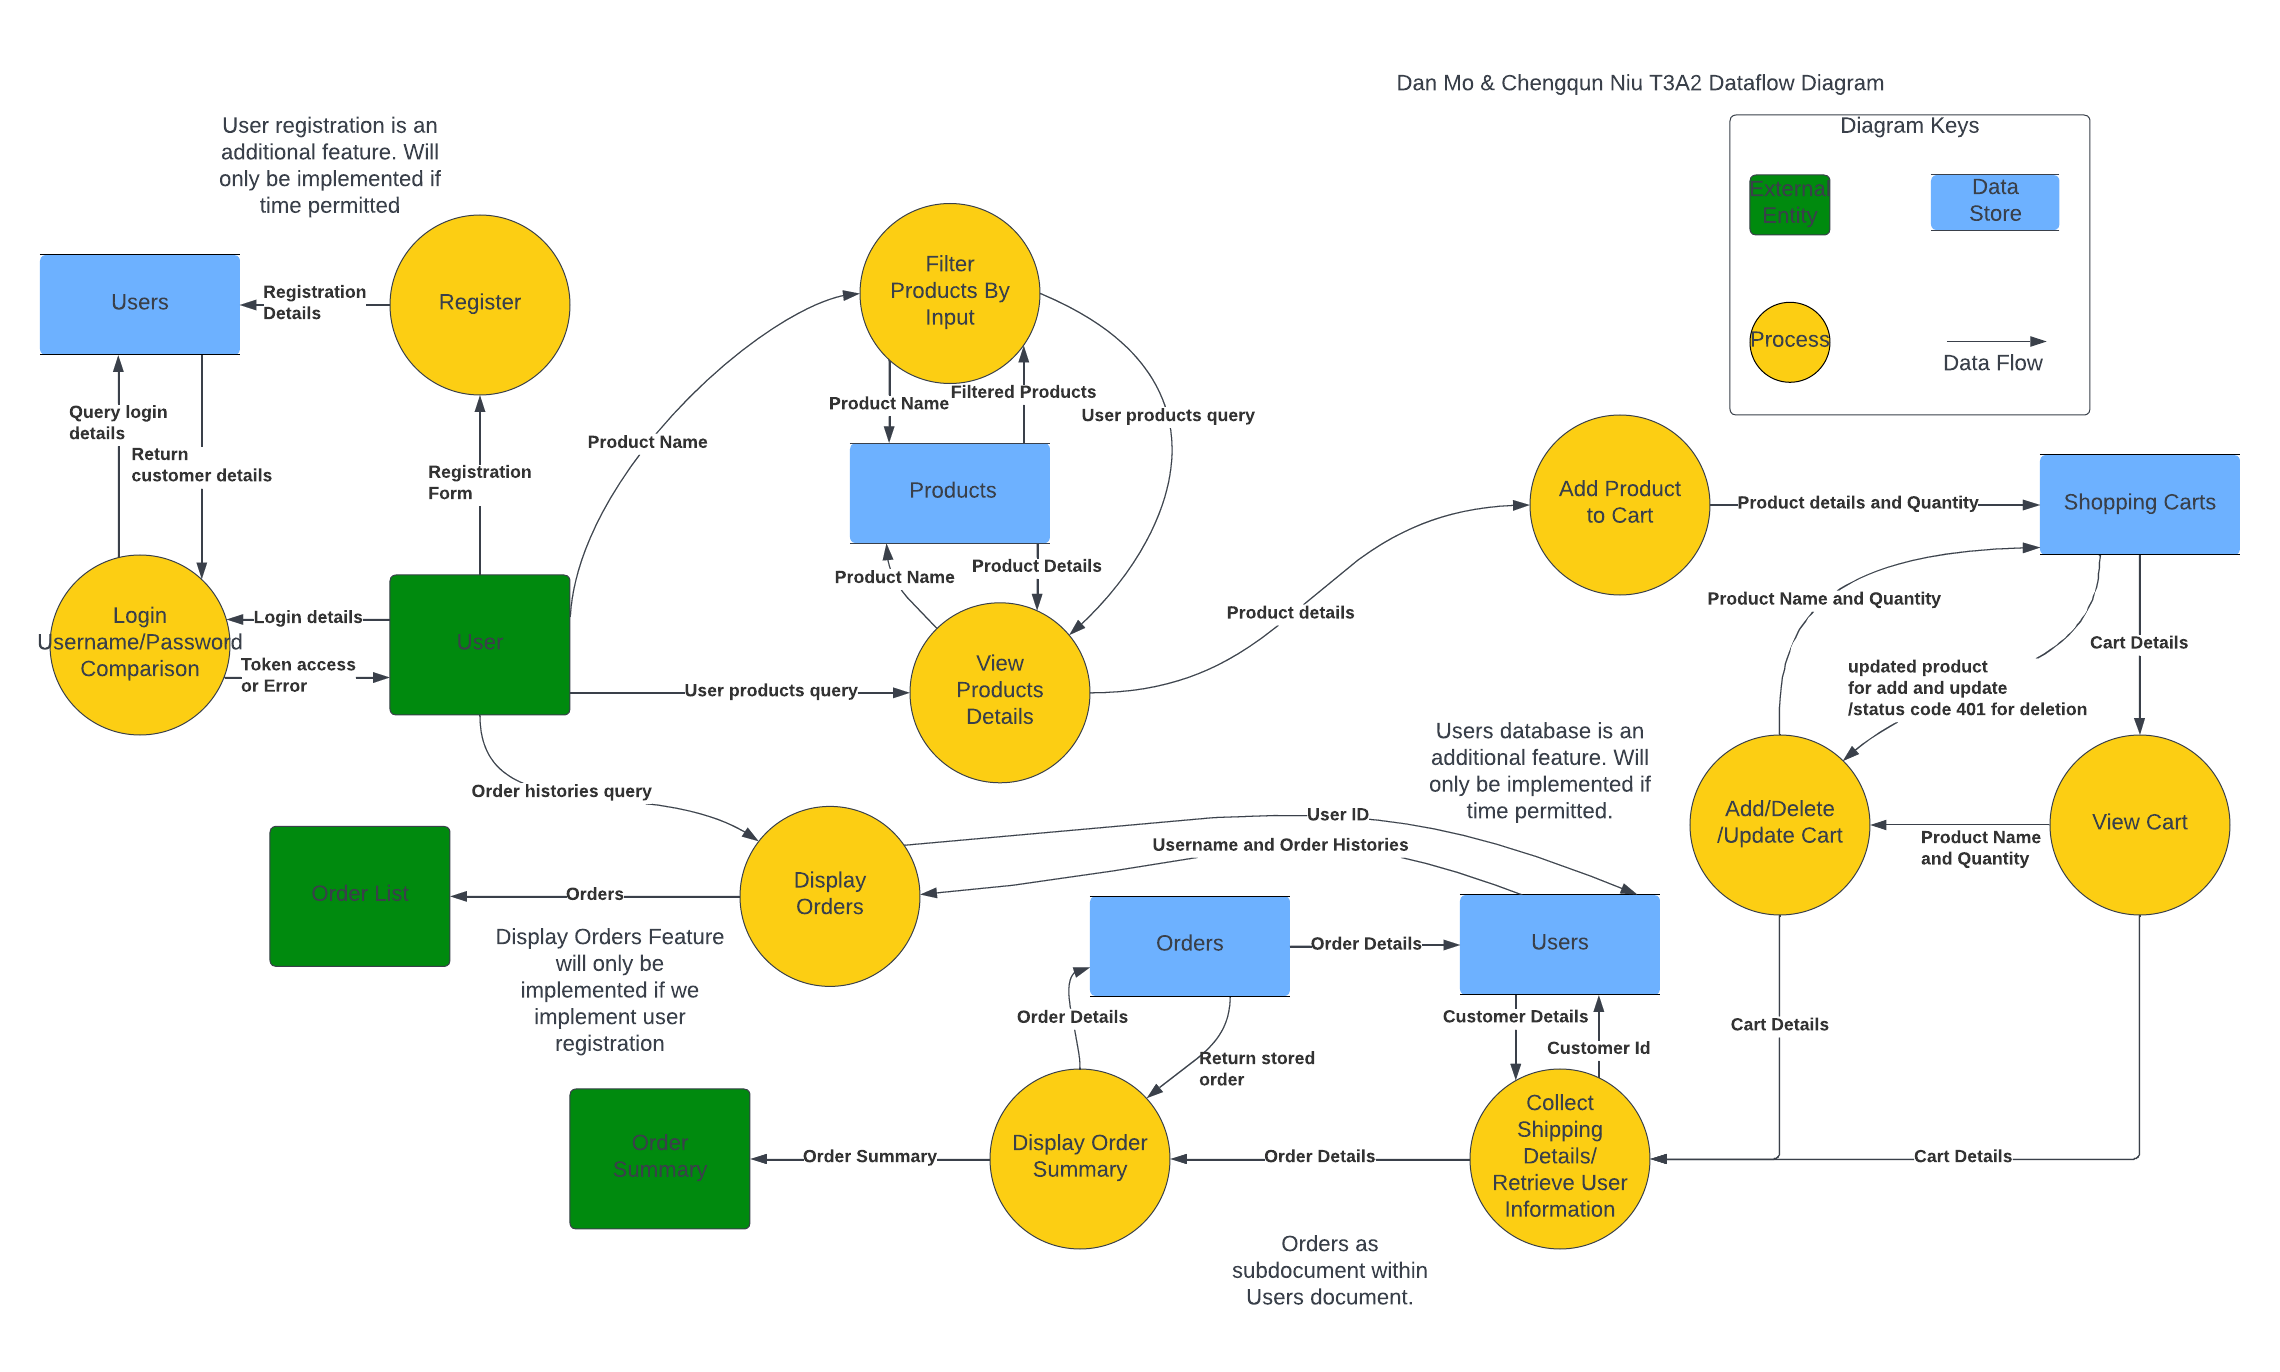 Dan Mo & Chengqun Niu T3A2 Dataflow Diagram
Diagram Keys
External
Entity
Data
Store
Process
Data Flow
User registration is an
additional feature. Will
only be implemented if
time permitted
Users
Registration
Details
Register
Query login
details
Return
customer details
Registration
Form
Login
Username/Password
Comparison
Login details
Token access
or Error
User
Product Name
Filter
Products By
Input
Product Name
Filtered Products
User products query
Products
Product Name
Product Details
User products query
View
Products
Details
Product details
Add Product
to Cart
Product details and Quantity
Shopping Carts
Product Name and Quantity
Cart Details
updated product
for add and update
/status code 401 for deletion
Add/Delete
/Update Cart
Product Name
and Quantity
View Cart
Users database is an
additional feature. Will
only be implemented if
time permitted.
Order histories query
User ID
Username and Order Histories
Order List
Orders
Display
Orders
Display Orders Feature
will only be
implemented if we
implement user
registration
Orders
Order Details
Users
Order Details
Return stored
order
Customer Details
Customer Id
Cart Details
Order
Summary
Order Summary
Display Order
Summary
Order Details
Collect
Shipping
Details/
Retrieve User
Information
Cart Details
Orders as
subdocument within
Users document.